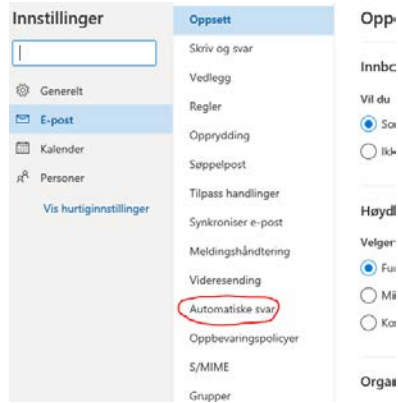 Innstillinger
Generelt
E-post
Kalender
Personer
Vis hurtiginnstillinger
Oppsett
Skriv og svar
Vedlegg
Regler
Opprydding
Søppelpost
Tilpass handlinger
Synkroniser e-post
Meldingshåndtering
Videresending
Automatiske svar
Oppbevaringspolicyer
S/MIME
Grupper
Vil du